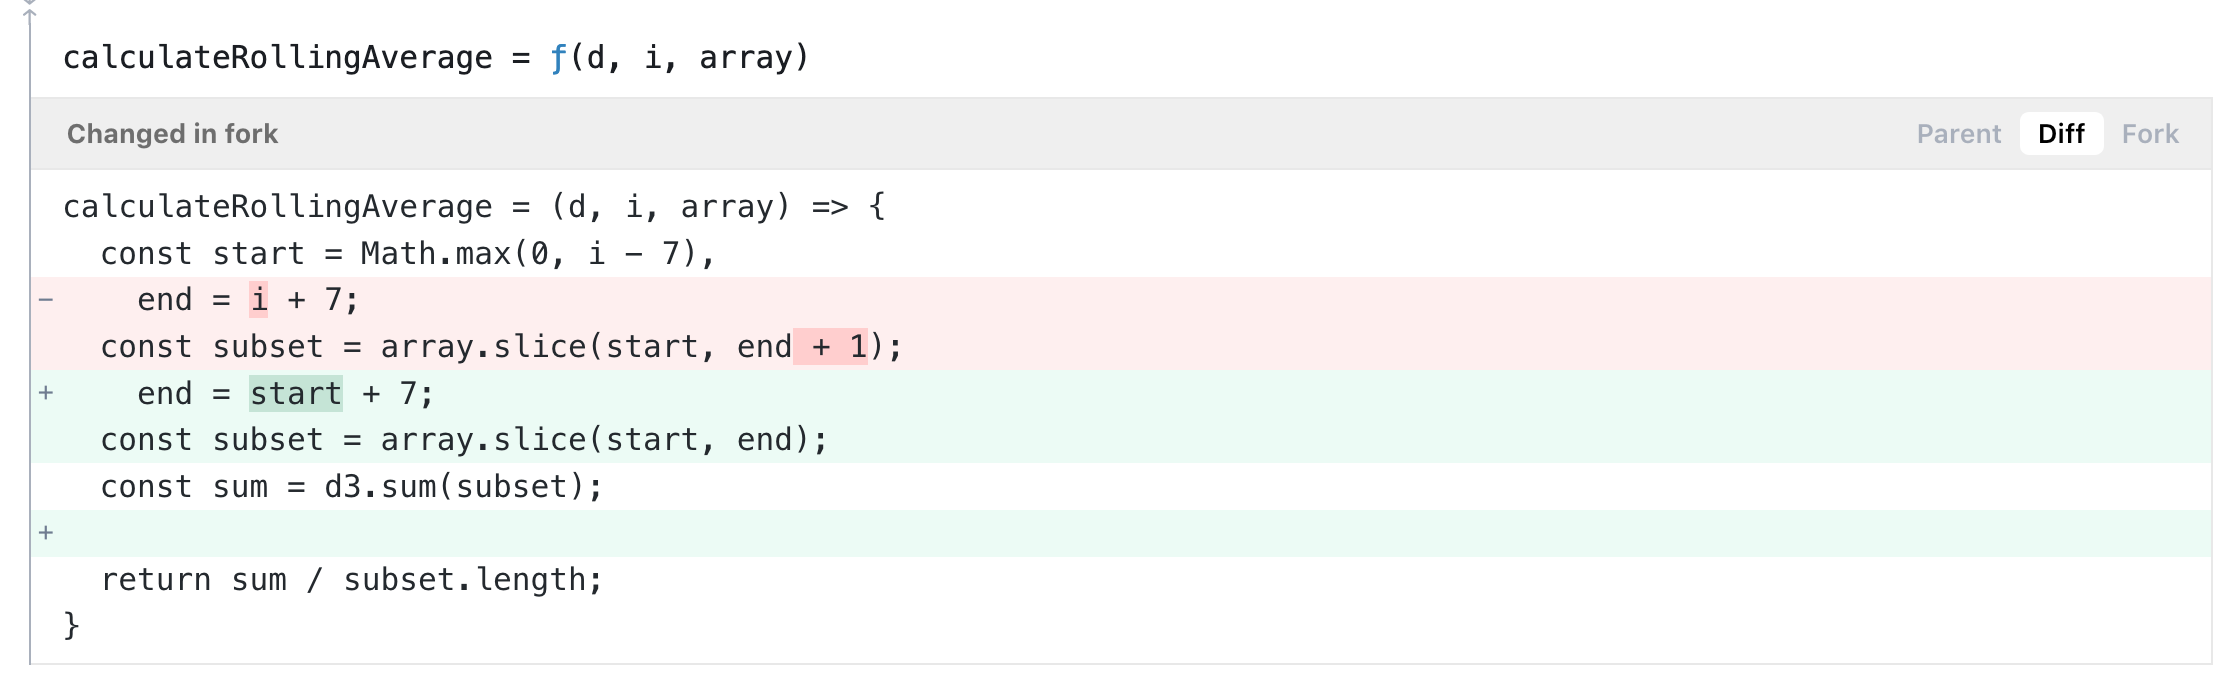 calculateRollingAverage = ƒ(d, i, array)
Changed in fork
Parent Diff Fork
calculateRollingAverage = (d, i, array) => {
  const start = Math.max(0, i - 7),
-    end = i + 7;
  const subset = array.slice(start, end + 1);
+    end = start + 7;
  const subset = array.slice(start, end);
  const sum = d3.sum(subset);
+
  return sum / subset.length;
}